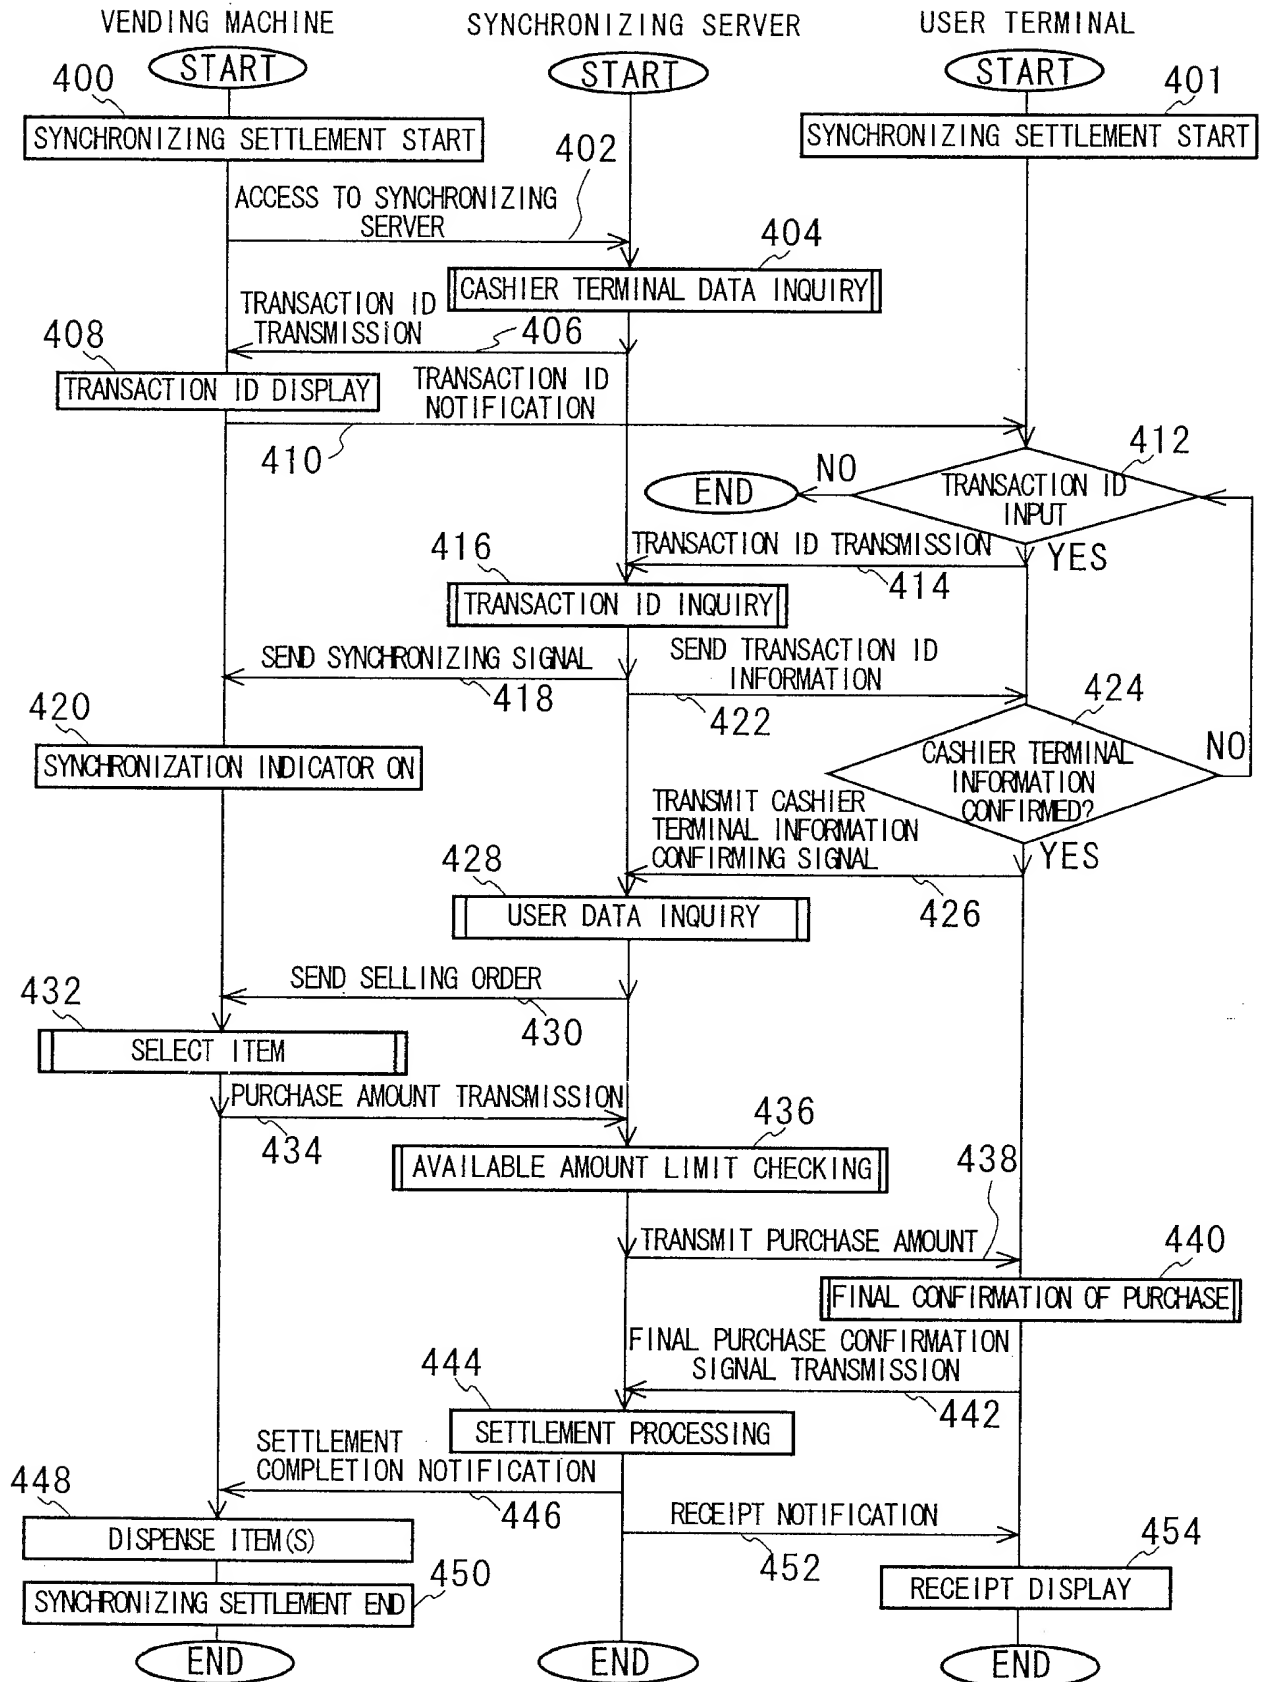 VENDING MACHINE
SYNCHRONIZING SERVER
USER TERMINAL
START
START
START
400
401
SYNCHRONIZING SETTLEMENT START
SYNCHRONIZING SETTLEMENT START
402
ACCESS TO SYNCHRONIZING
SERVER
404
CASHIER TERMINAL DATA INQUIRY
TRANSACTION ID
TRANSMISSION
406
408
TRANSACTION ID DISPLAY
TRANSACTION ID
NOTIFICATION
410
412
TRANSACTION ID
INPUT
NO
END
YES
TRANSACTION ID TRANSMISSION
414
416
TRANSACTION ID INQUIRY
SEND SYNCHRONIZING SIGNAL
418
SEND TRANSACTION ID
INFORMATION
422
420
SYNCHRONIZATION INDICATOR ON
424
CASHIER TERMINAL
INFORMATION
CONFIRMED?
NO
YES
TRANSMIT CASHIER
TERMINAL INFORMATION
CONFIRMING SIGNAL
426
428
USER DATA INQUIRY
SEND SELLING ORDER
430
432
SELECT ITEM
PURCHASE AMOUNT TRANSMISSION
434
436
AVAILABLE AMOUNT LIMIT CHECKING
438
TRANSMIT PURCHASE AMOUNT
440
FINAL CONFIRMATION OF PURCHASE
FINAL PURCHASE CONFIRMATION
SIGNAL TRANSMISSION
442
444
SETTLEMENT PROCESSING
SETTLEMENT
COMPLETION NOTIFICATION
446
448
DISPENSE ITEM(S)
RECEIPT NOTIFICATION
452
454
RECEIPT DISPLAY
450
SYNCHRONIZING SETTLEMENT END
END
END
END